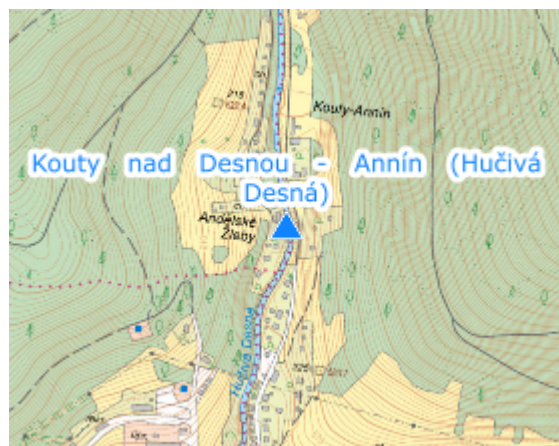 Kouty-Annín
Kouty nad Desnou - Annín (Hučivá
Desná)
Andělské
Žleby
Hučivá Desná